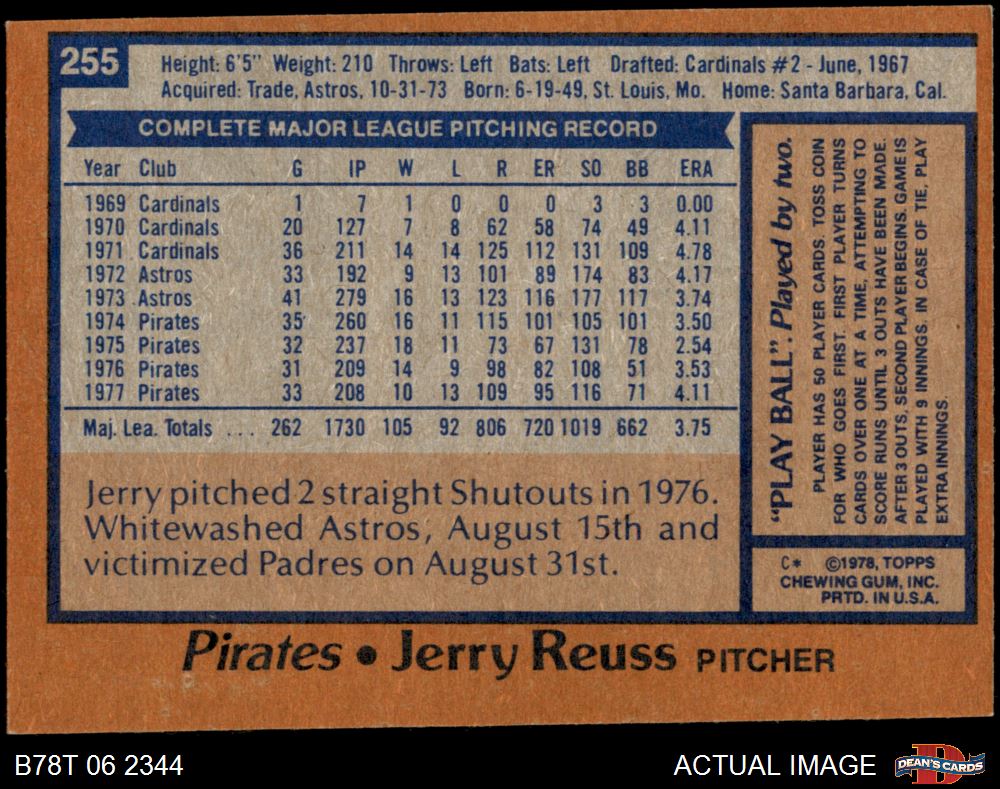 255
Height: 6'5" Weight: 210 Throws: Left Bats: Left Drafted: Cardinals #2 - June, 1967
Acquired: Trade, Astros, 10-31-73 Born: 6-19-49, St. Louis, Mo. Home: Santa Barbara, Cal.
COMPLETE MAJOR LEAGUE PITCHING RECORD
Year Club G IP W L R ER SO BB ERA
1969 Cardinals 1 7 1 0 0 0 3 3 0.00
1970 Cardinals 20 127 7 8 62 58 74 49 4.11
1971 Cardinals 36 211 14 14 125 112 131 109 4.78
1972 Astros 33 192 9 13 101 89 174 83 4.17
1973 Astros 41 279 16 13 123 116 177 117 3.74
1974 Pirates 35 260 16 11 115 101 105 101 3.50
1975 Pirates 32 237 18 11 73 67 131 78 2.54
1976 Pirates 31 209 14 9 98 82 108 51 3.53
1977 Pirates 33 208 10 13 109 95 116 71 4.11
Maj. Lea. Totals ... 262 1730 105 92 806 720 1019 662 3.75
Jerry pitched 2 straight Shutouts in 1976.
Whitewashed Astros, August 15th and
victimized Padres on August 31st.
"PLAY BALL". Played by two.
PLAYER HAS 50 PLAYER CARDS. TOSS COIN
FOR WHO GOES FIRST. FIRST PLAYER TURNS
CARDS OVER ONE AT A TIME, ATTEMPTING TO
SCORE RUNS UNTIL 3 OUTS HAVE BEEN MADE.
AFTER 3 OUTS, SECOND PLAYER BEGINS. GAME IS
PLAYED WITH 9 INNINGS. IN CASE OF TIE, PLAY
EXTRA INNINGS.
C* ©1978, TOPPS
CHEWING GUM, INC.
PRTD. IN U.S.A.
Pirates • Jerry Reuss PITCHER
B78T 06 2344
ACTUAL IMAGE
D
DEAN'S CARDS